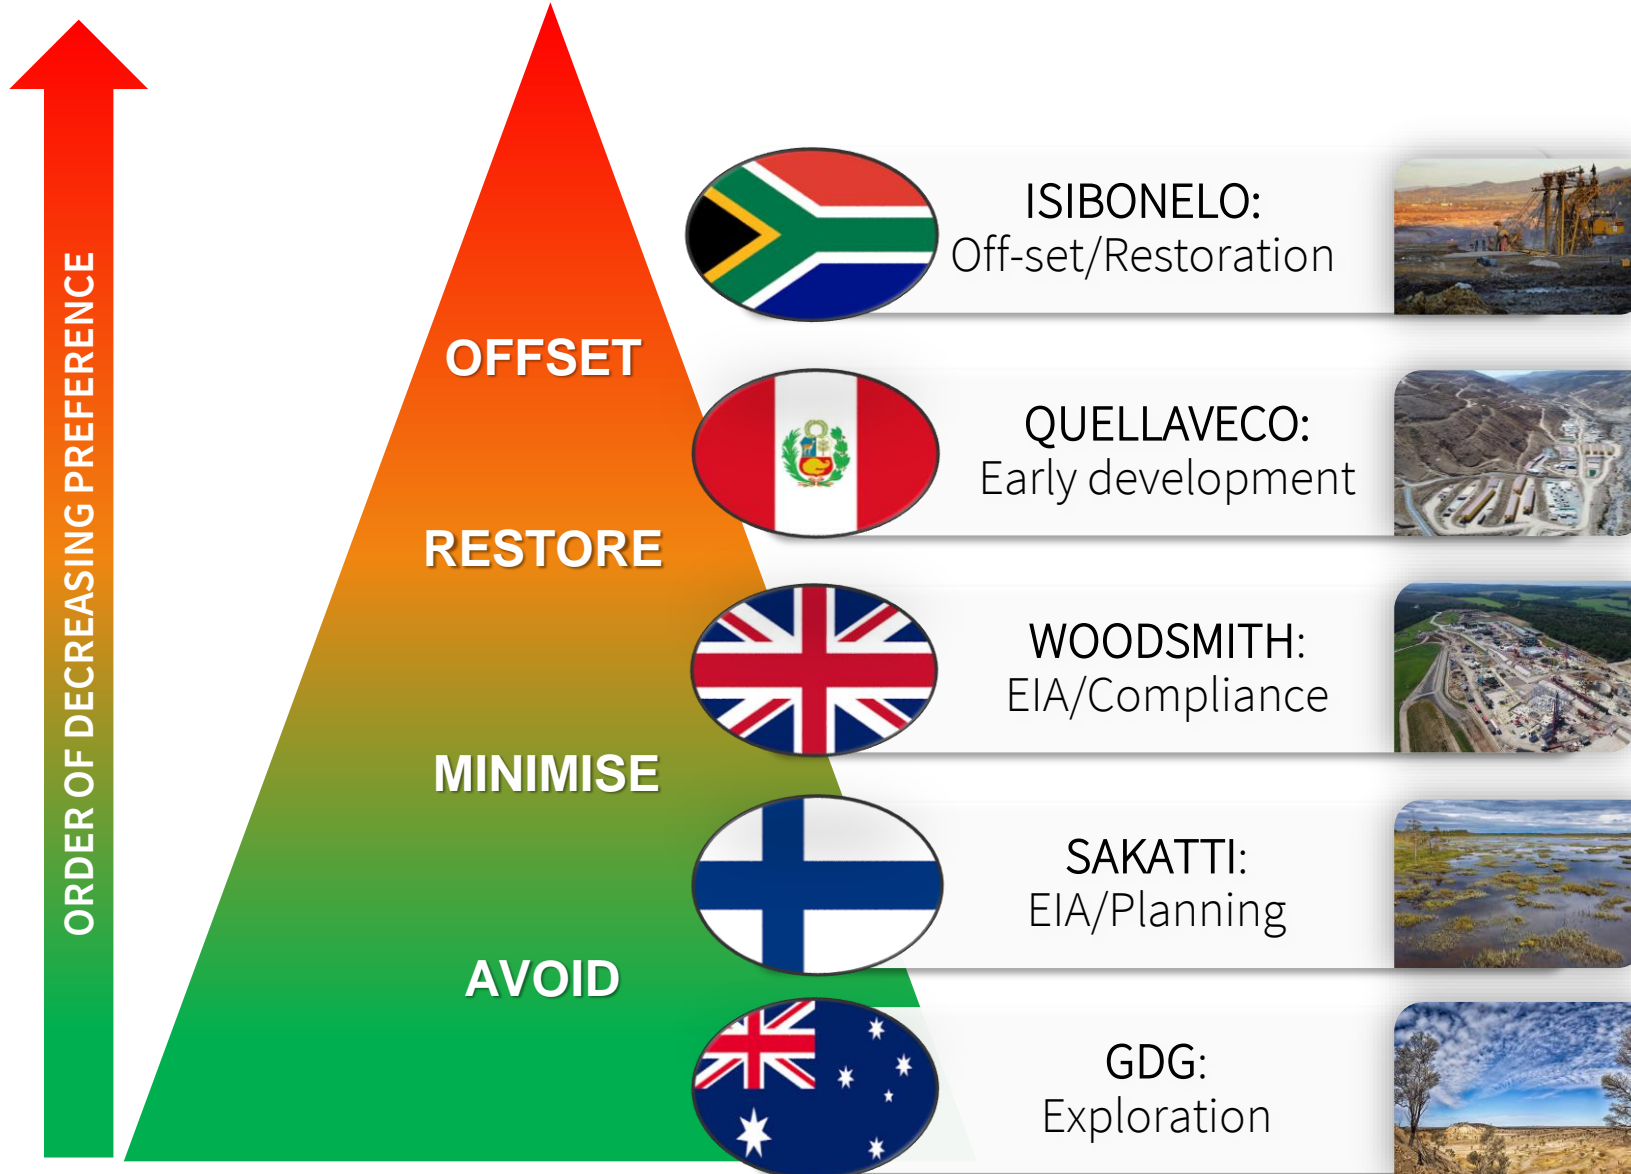 ORDER OF DECREASING PREFERENCE
OFFSET
RESTORE
MINIMISE
AVOID
ISIBONELO:
Off-set/Restoration
QUELLAVECO:
Early development
WOODSMITH:
EIA/Compliance
SAKATTI:
EIA/Planning
GDG:
Exploration